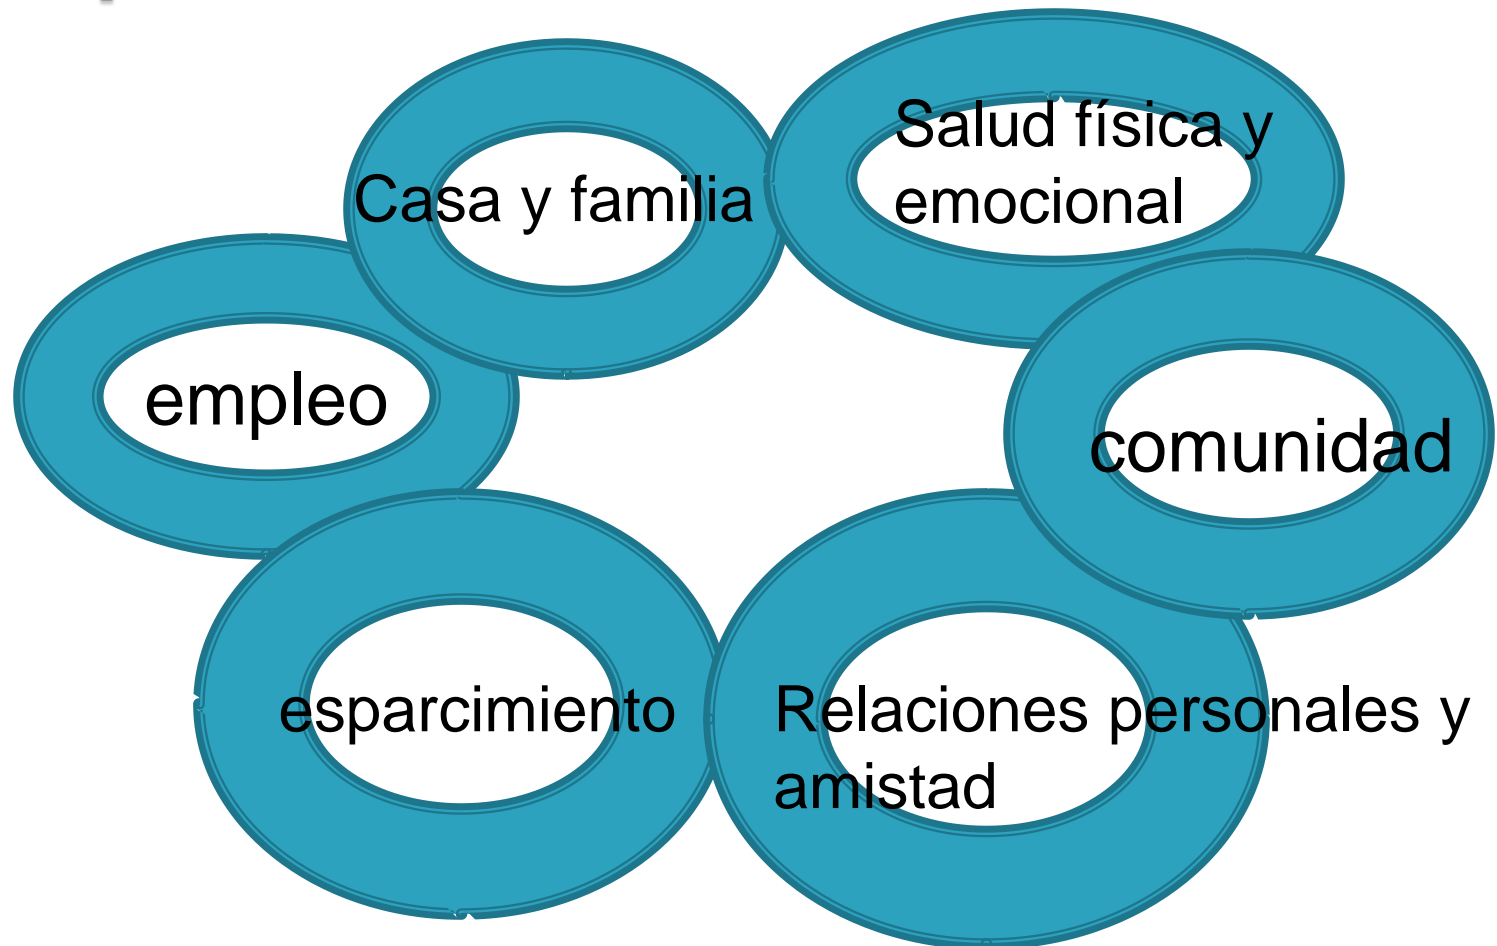 Salud física y
emocional
Casa y familia
empleo
comunidad
esparcimiento
Relaciones personales y
amistad